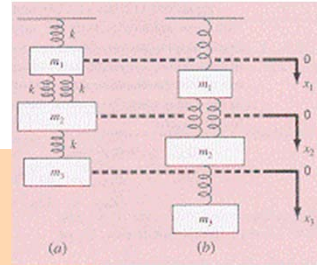 k
m₁ 0
k k m₁ x₁
m₂ 0
k m₂ x₂
m₃ 0
m₃ x₃
(a) (b)